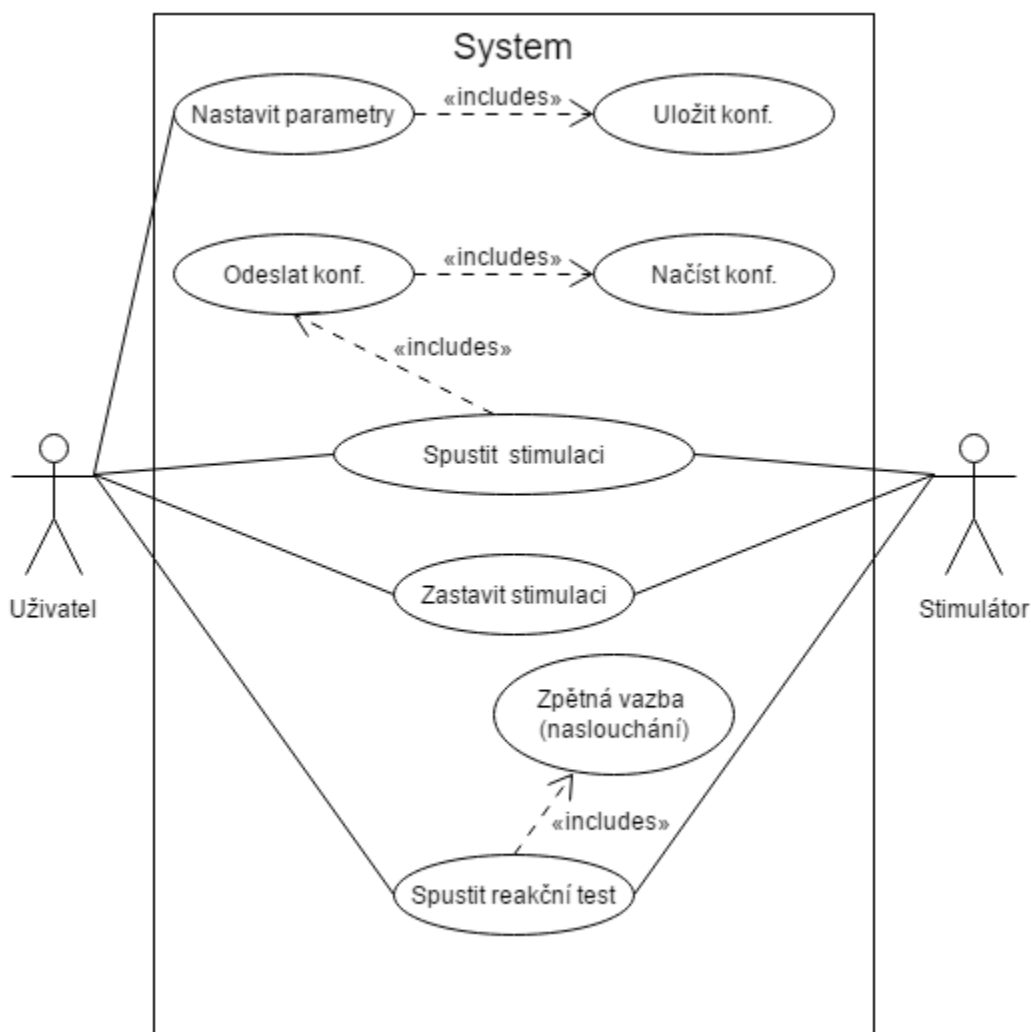 System
Nastavit parametry
«includes»
Uložit konf.
Odeslat konf.
«includes»
Načíst konf.
«includes»
Spustit  stimulaci
Uživatel
Zastavit stimulaci
Stimulátor
Zpětná vazba
(naslouchání)
«includes»
Spustit reakční test